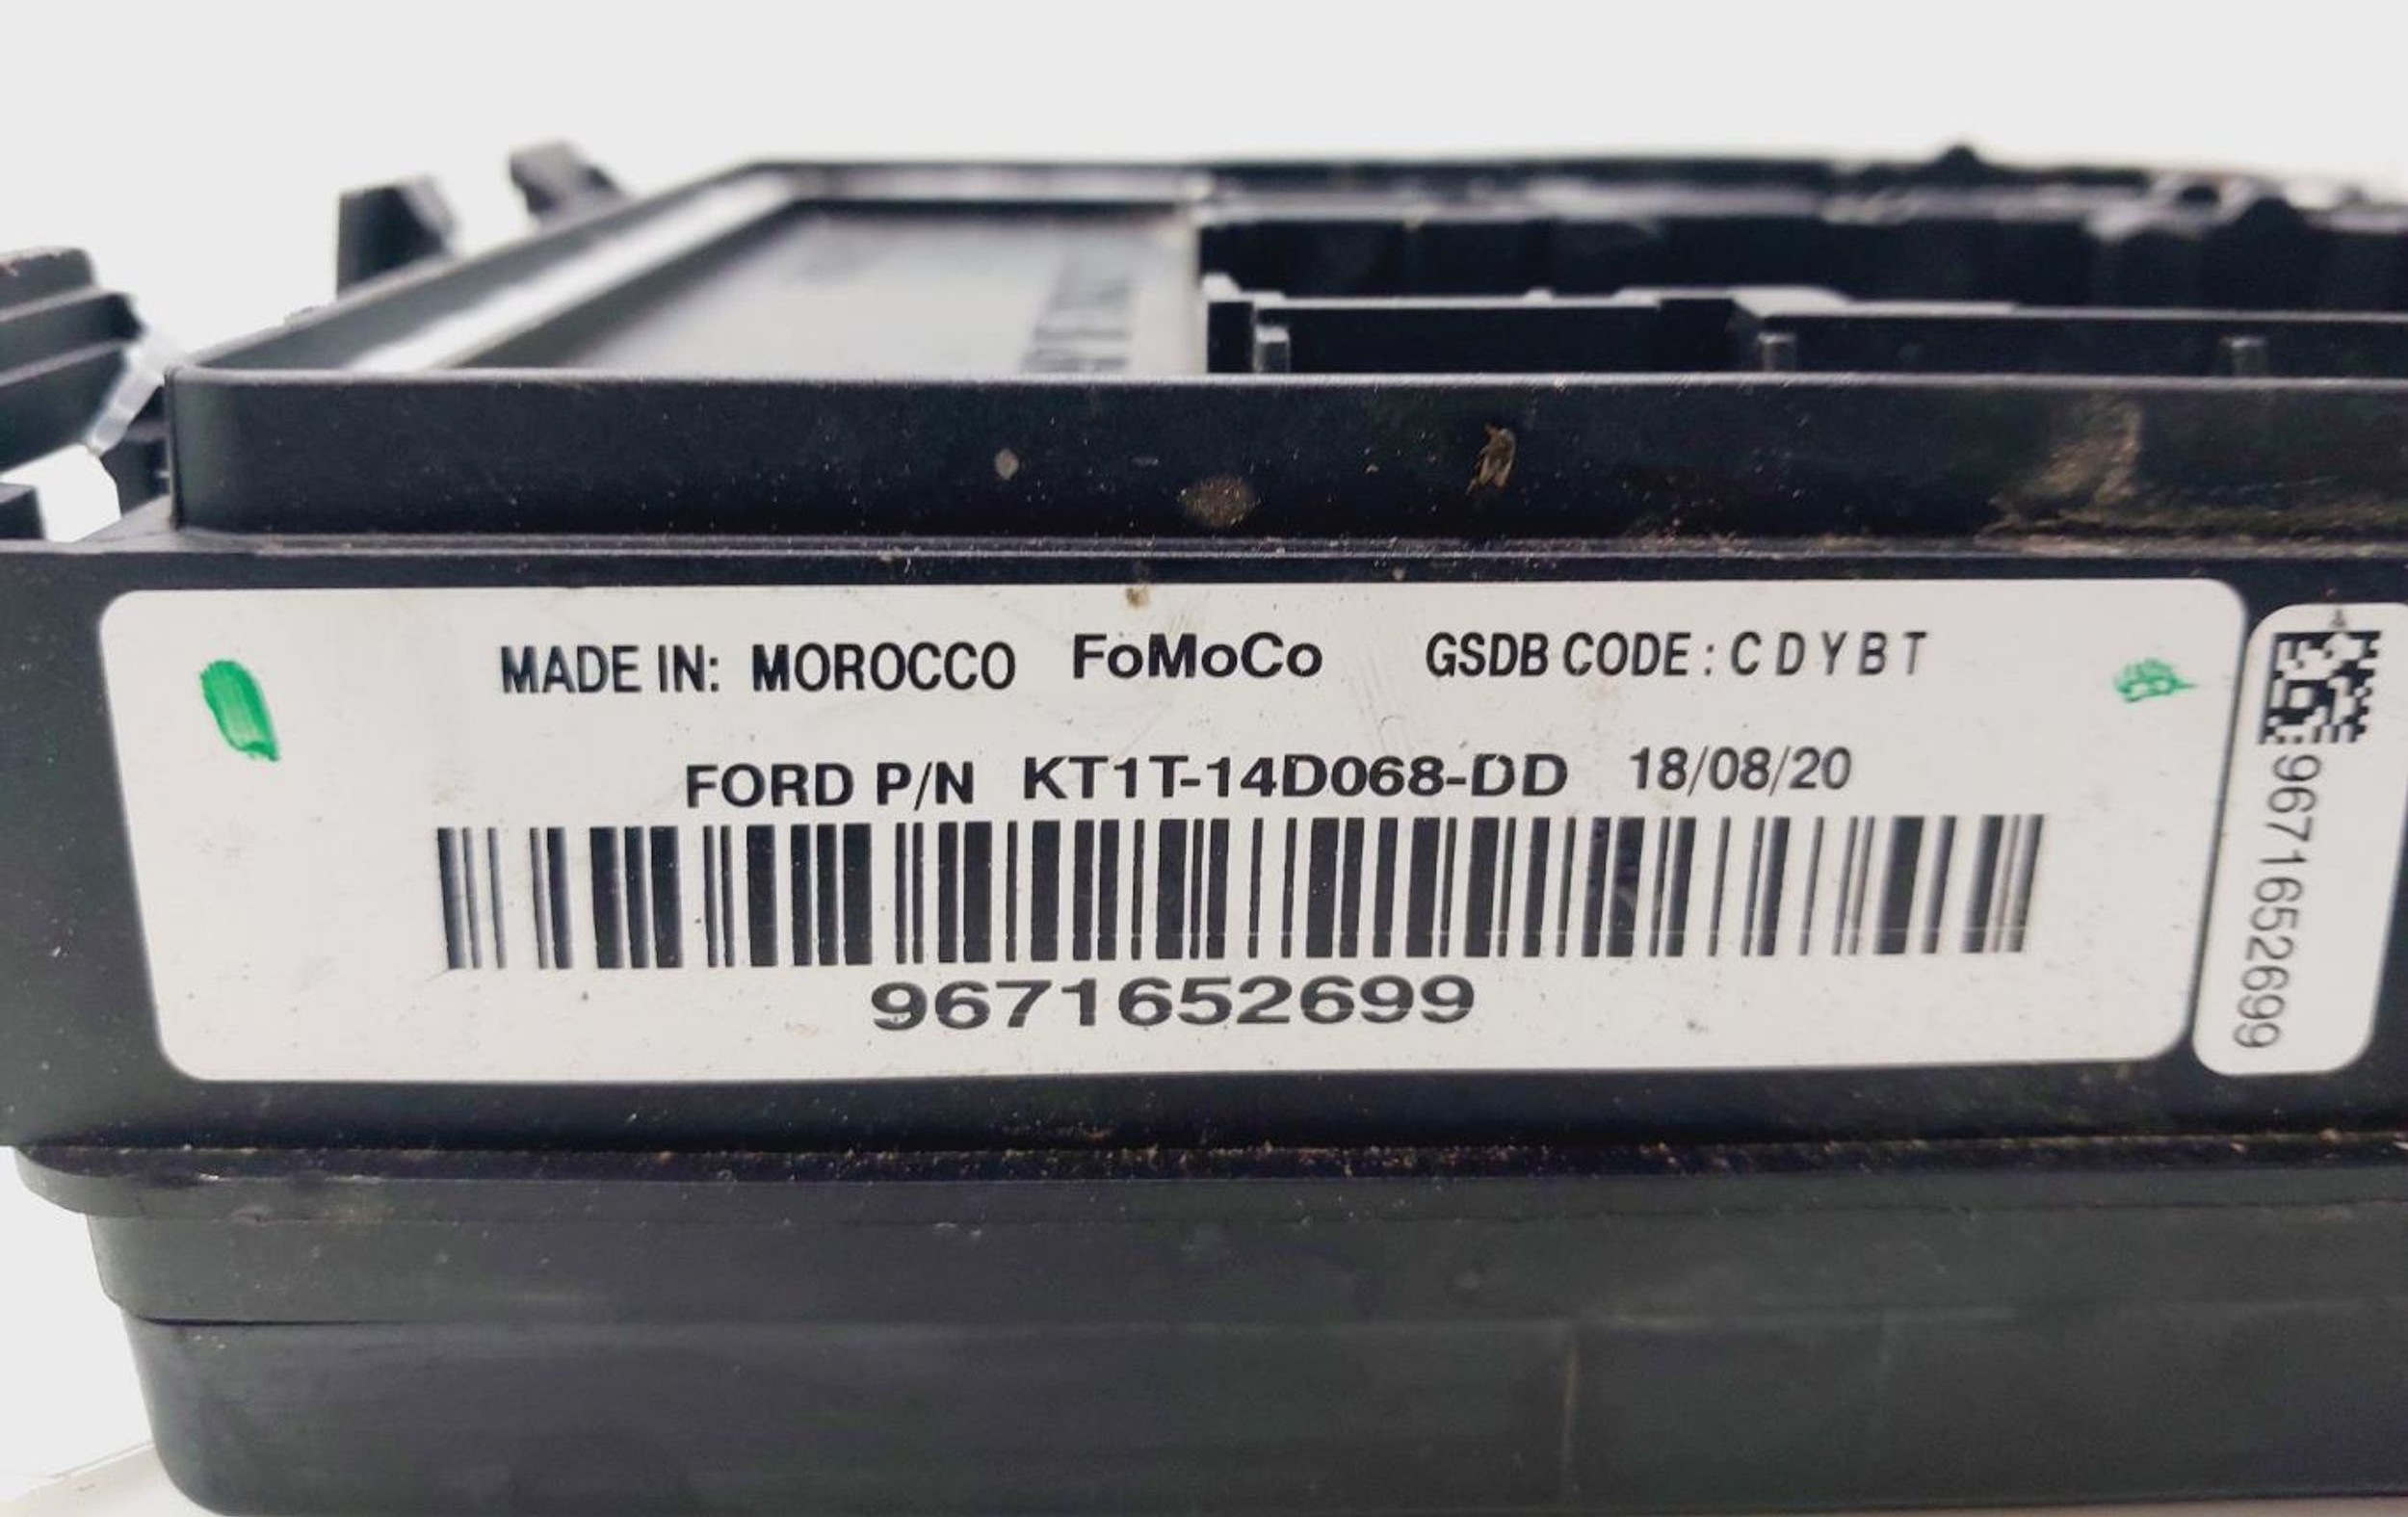 MADE IN: MOROCCO FoMoCo GSDB CODE : C D Y B T
FORD P/N KT1T-14D068-DD 18/08/20
9671652699
9671652699